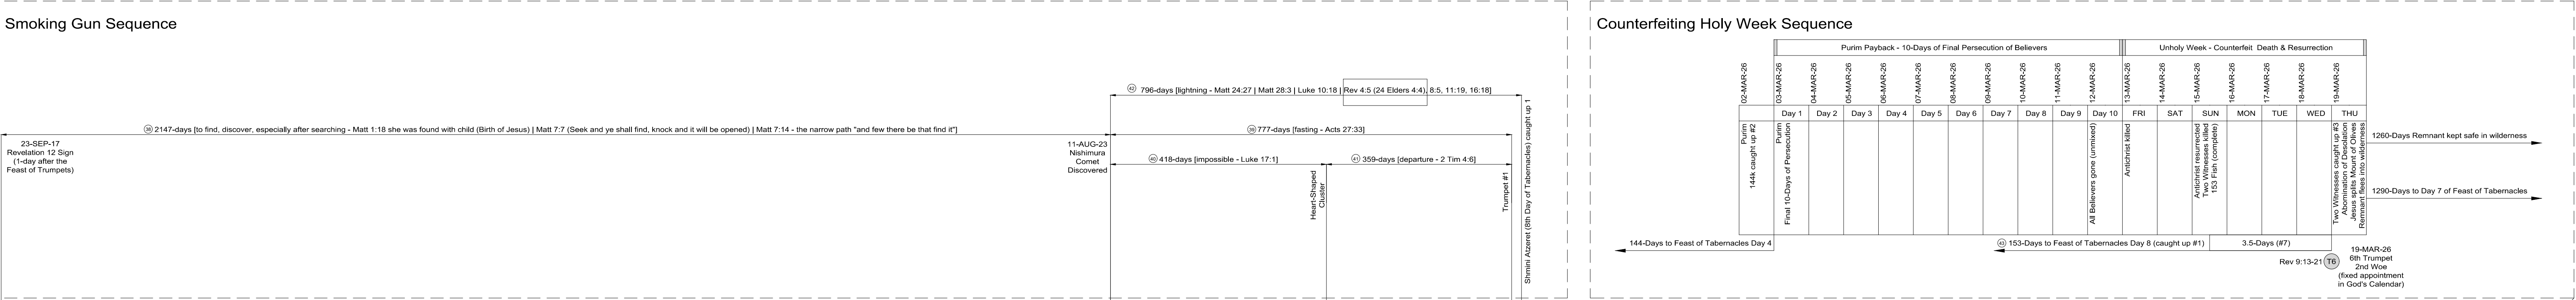 Smoking Gun Sequence
42 796-days [lightning - Matt 24:27 | Matt 28:3 | Luke 10:18 | Rev 4:5 (24 Elders 4:4), 8:5, 11:19, 16:18]
38 2147-days [to find, discover, especially after searching - Matt 1:18 she was found with child (Birth of Jesus) | Matt 7:7 (Seek and ye shall find, knock and it will be opened) | Matt 7:14 - the narrow path "and few there be that find it"]
39 777-days [fasting - Acts 27:33]
23-SEP-17
Revelation 12 Sign
(1-day after the
Feast of Trumpets)
11-AUG-23
Nishimura
Comet
Discovered
40 418-days [impossible - Luke 17:1]
41 359-days [departure - 2 Tim 4:6]
Heart-Shaped
Cluster
Trumpet #1
Shmini Atzeret (8th Day of Tabernacles) caught up 1
Counterfeiting Holy Week Sequence
Purim Payback - 10-Days of Final Persecution of Believers
Unholy Week - Counterfeit Death & Resurrection
02-MAR-26
03-MAR-26
04-MAR-26
05-MAR-26
06-MAR-26
07-MAR-26
08-MAR-26
09-MAR-26
10-MAR-26
11-MAR-26
12-MAR-26
13-MAR-26
14-MAR-26
15-MAR-26
16-MAR-26
17-MAR-26
18-MAR-26
19-MAR-26
Day 1
Day 2
Day 3
Day 4
Day 5
Day 6
Day 7
Day 8
Day 9
Day 10
FRI
SAT
SUN
MON
TUE
WED
THU
Purim
144k caught up #2
Purim
Final 10-Days of Persecution
All Believers gone (unmixed)
Antichrist killed
Antichrist resurrected
Two Witnesses killed
153 Fish (complete)
Two Witnesses caught up #3
Abomination of Desolation
Jesus splits Mount of Olives
Remnant flees into wilderness
1260-Days Remnant kept safe in wilderness
1290-Days to Day 7 of Feast of Tabernacles
144-Days to Feast of Tabernacles Day 4
43 153-Days to Feast of Tabernacles Day 8 (caught up #1)
3.5-Days (#7)
Rev 9:13-21
T6
19-MAR-26
6th Trumpet
2nd Woe
(fixed appointment
in God's Calendar)